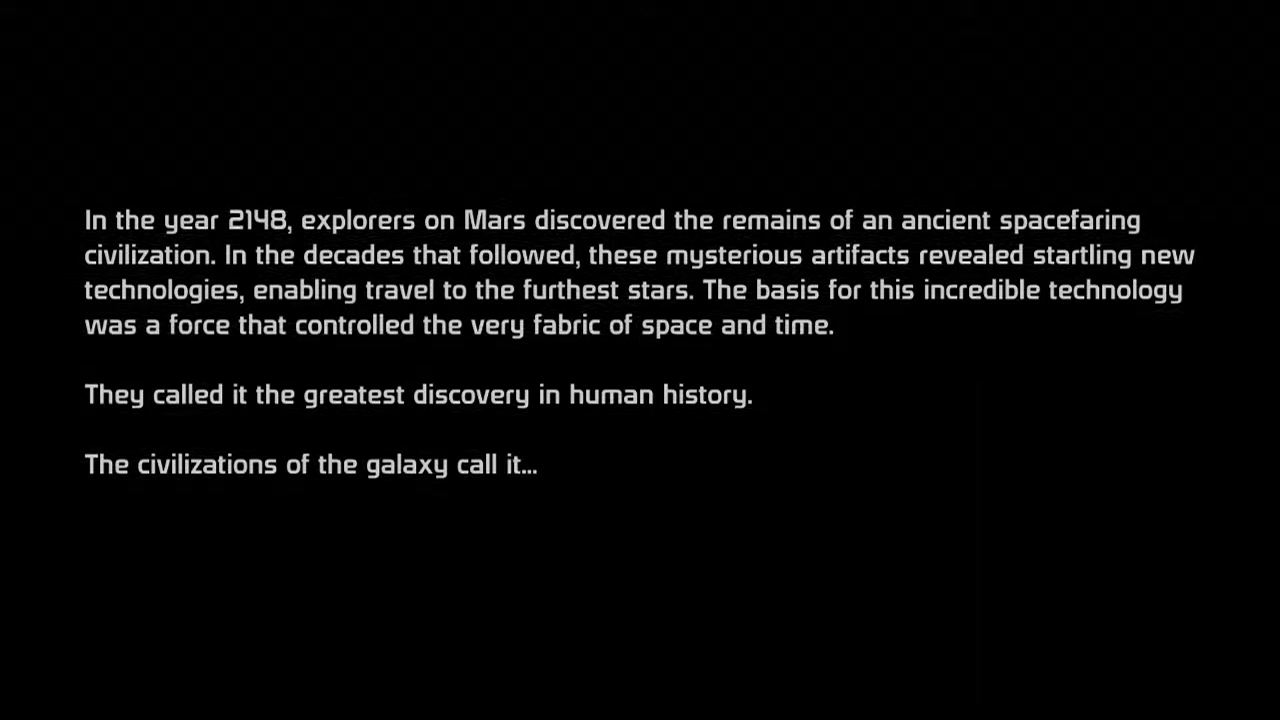 In the year 2148, explorers on Mars discovered the remains of an ancient spacefaring
civilization. In the decades that followed, these mysterious artifacts revealed startling new
technologies, enabling travel to the furthest stars. The basis for this incredible technology
was a force that controlled the very fabric of space and time.
They called it the greatest discovery in human history.
The civilizations of the galaxy call it...